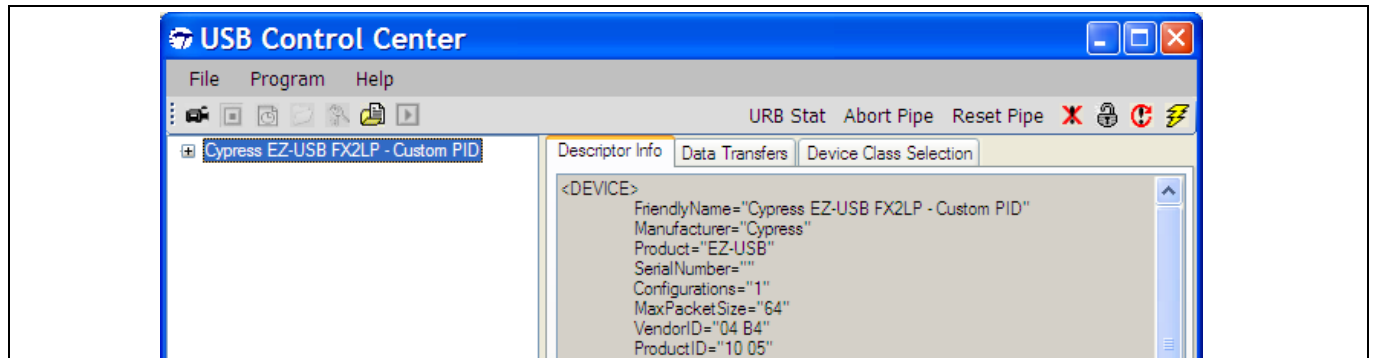 USB Control Center
File Program Help
URB Stat Abort Pipe Reset Pipe
Cypress EZ-USB FX2LP - Custom PID
Descriptor Info Data Transfers Device Class Selection
<DEVICE>
FriendlyName="Cypress EZ-USB FX2LP - Custom PID"
Manufacturer="Cypress"
Product="EZ-USB"
SerialNumber=""
Configurations="1"
MaxPacketSize="64"
VendorID="04 B4"
ProductID="10 05"